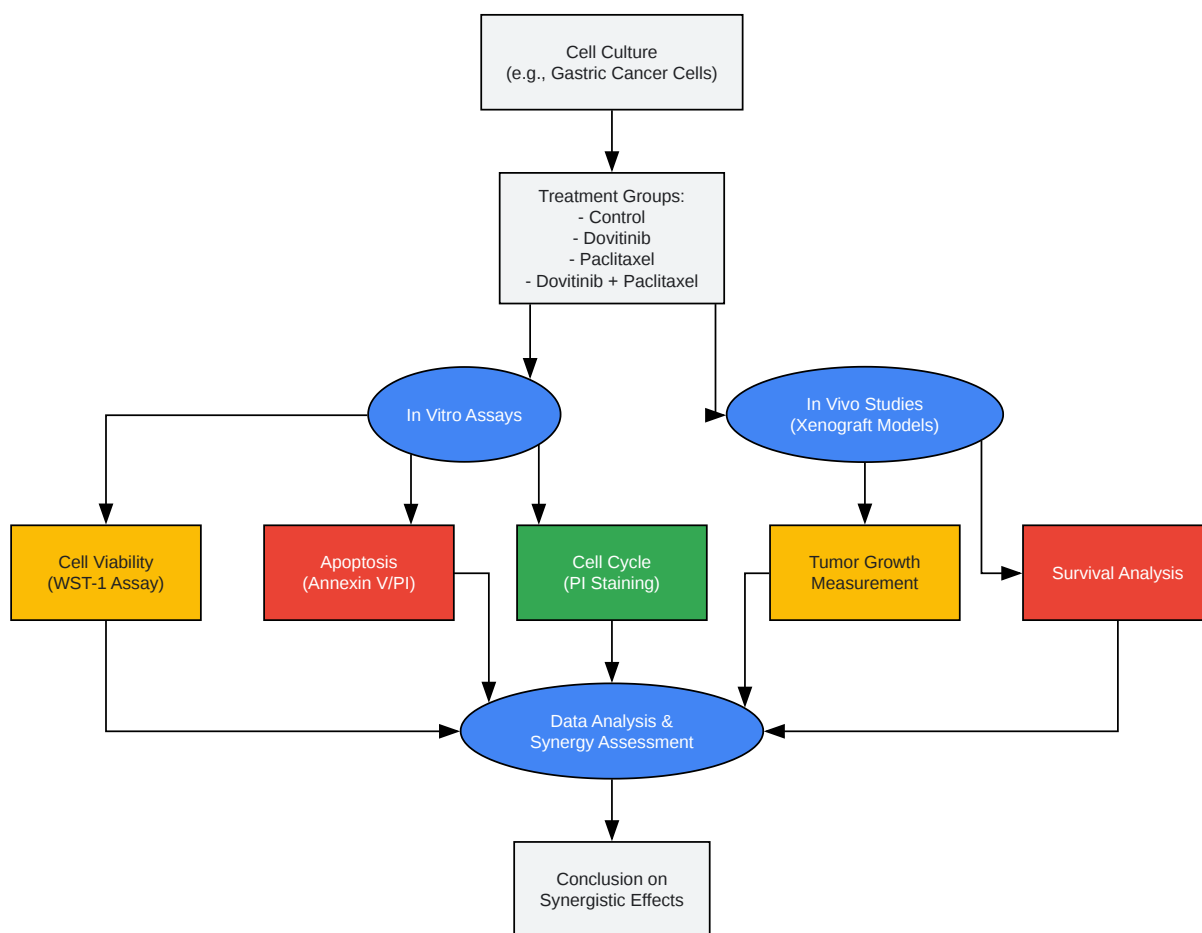 Cell Culture
(e.g., Gastric Cancer Cells)
Treatment Groups:
- Control
- Dovitinib
- Paclitaxel
- Dovitinib + Paclitaxel
In Vitro Assays
In Vivo Studies
(Xenograft Models)
Cell Viability
(WST-1 Assay)
Apoptosis
(Annexin V/PI)
Cell Cycle
(PI Staining)
Tumor Growth
Measurement
Survival Analysis
Data Analysis &
Synergy Assessment
Conclusion on
Synergistic Effects